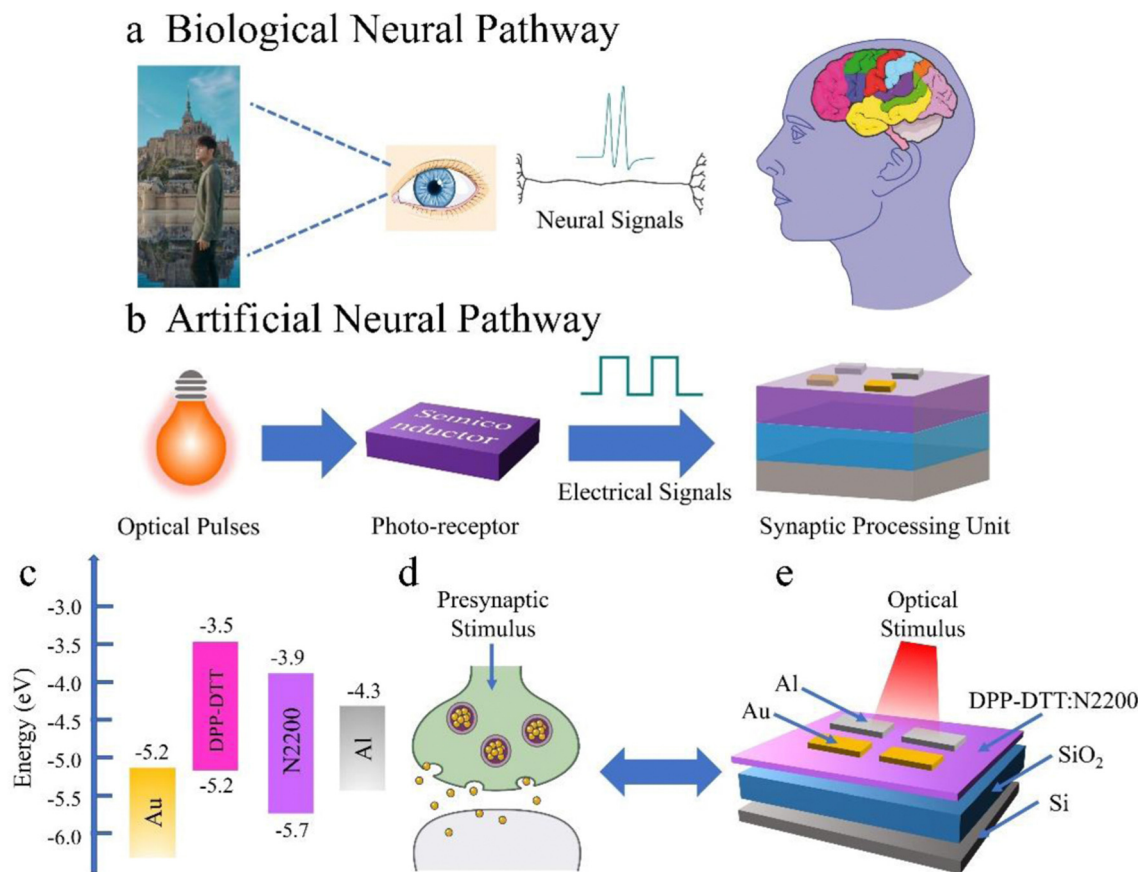 a Biological Neural Pathway
Neural Signals
b Artificial Neural Pathway
Semico
nductor
Electrical Signals
Optical Pulses
Photo-receptor
Synaptic Processing Unit
c
Energy (eV)
-3.0
-3.5
-4.0
-4.5
-5.0
-5.5
-6.0
-5.2
Au
-3.5
DPP-DTT
-5.2
-3.9
N2200
-5.7
-4.3
Al
d
Presynaptic
Stimulus
e
Optical
Stimulus
Al
Au
DPP-DTT:N2200
SiO₂
Si